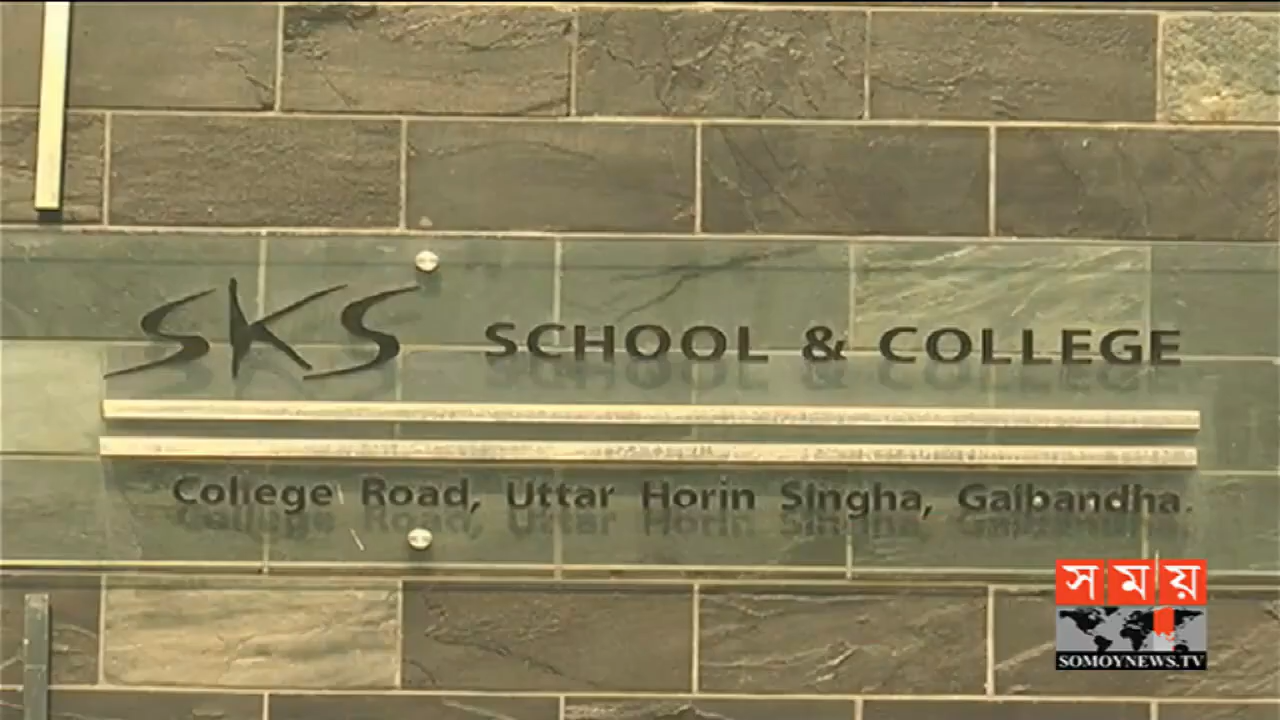 SKS SCHOOL & COLLEGE
College Road, Uttar Horin Singha, Gaibandha.
সময়
SOMOYNEWS.TV